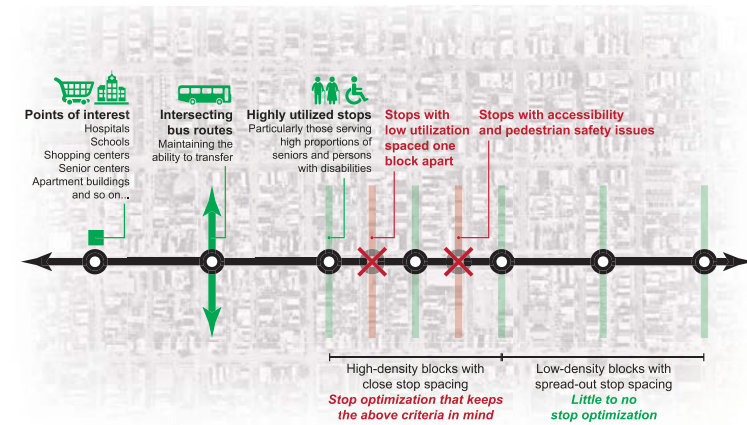 Points of interest
Hospitals
Schools
Shopping centers
Senior centers
Apartment buildings
and so on...
Intersecting
bus routes
Maintaining the
ability to transfer
Highly utilized stops
Particularly those serving
high proportions of
seniors and persons
with disabilities
Stops with
low utilization
spaced one
block apart
Stops with accessibility
and pedestrian safety issues
High-density blocks with
close stop spacing
Stop optimization that keeps
the above criteria in mind
Low-density blocks with
spread-out stop spacing
Little to no
stop optimization